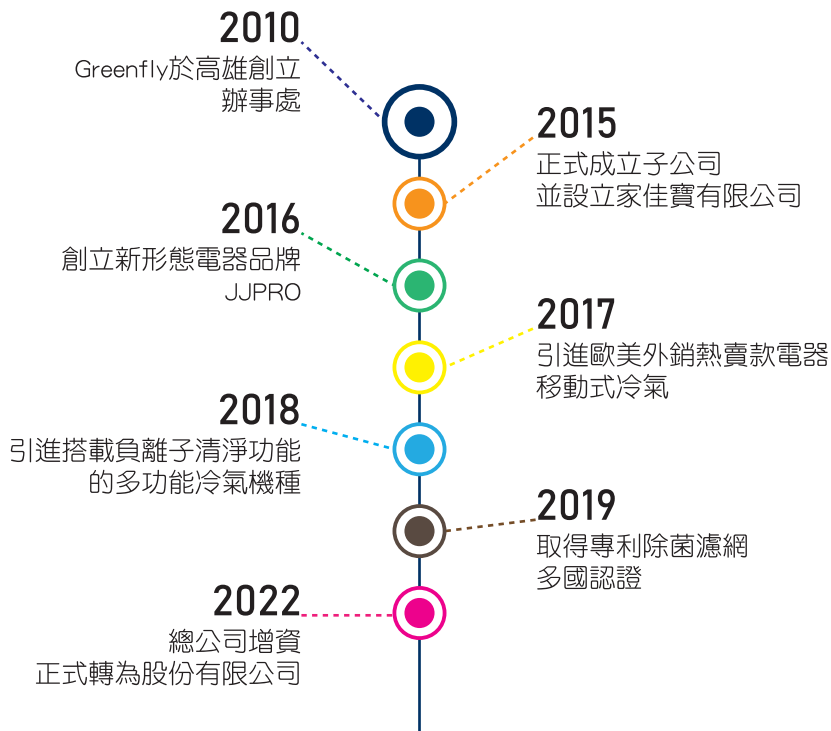 2010
Greenfly於高雄創立
辦事處
2015
正式成立子公司
並設立家佳寶有限公司
2016
創立新形態電器品牌
JJPRO
2017
引進歐美外銷熱賣款電器
移動式冷氣
2018
引進搭載負離子清淨功能
的多功能冷氣機種
2019
取得專利除菌濾網
多國認證
2022
總公司增資
正式轉為股份有限公司